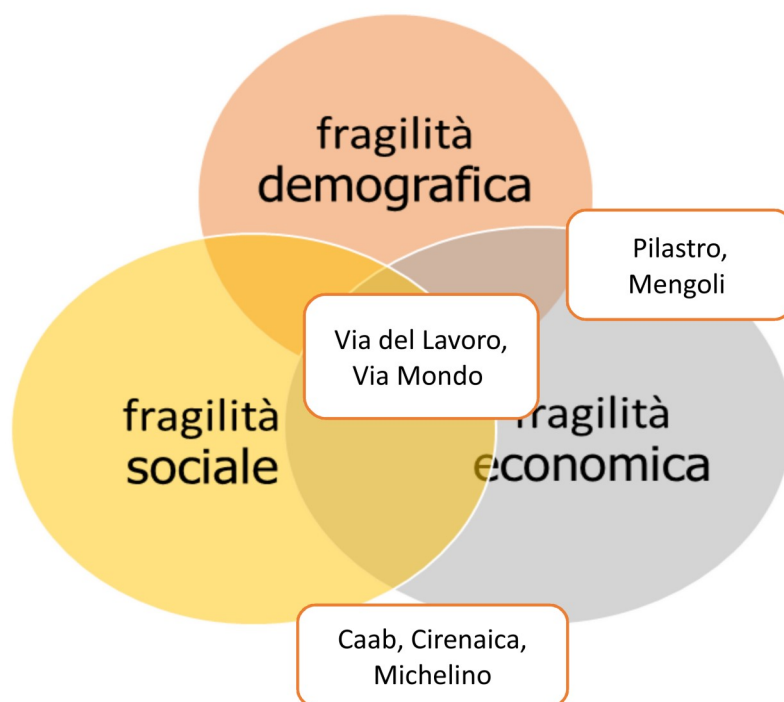 fragilità
demografica
Pilastro,
Mengoli
Via del Lavoro,
Via Mondo
fragilità
sociale
fragilità
economica
Caab, Cirenaica,
Michelino